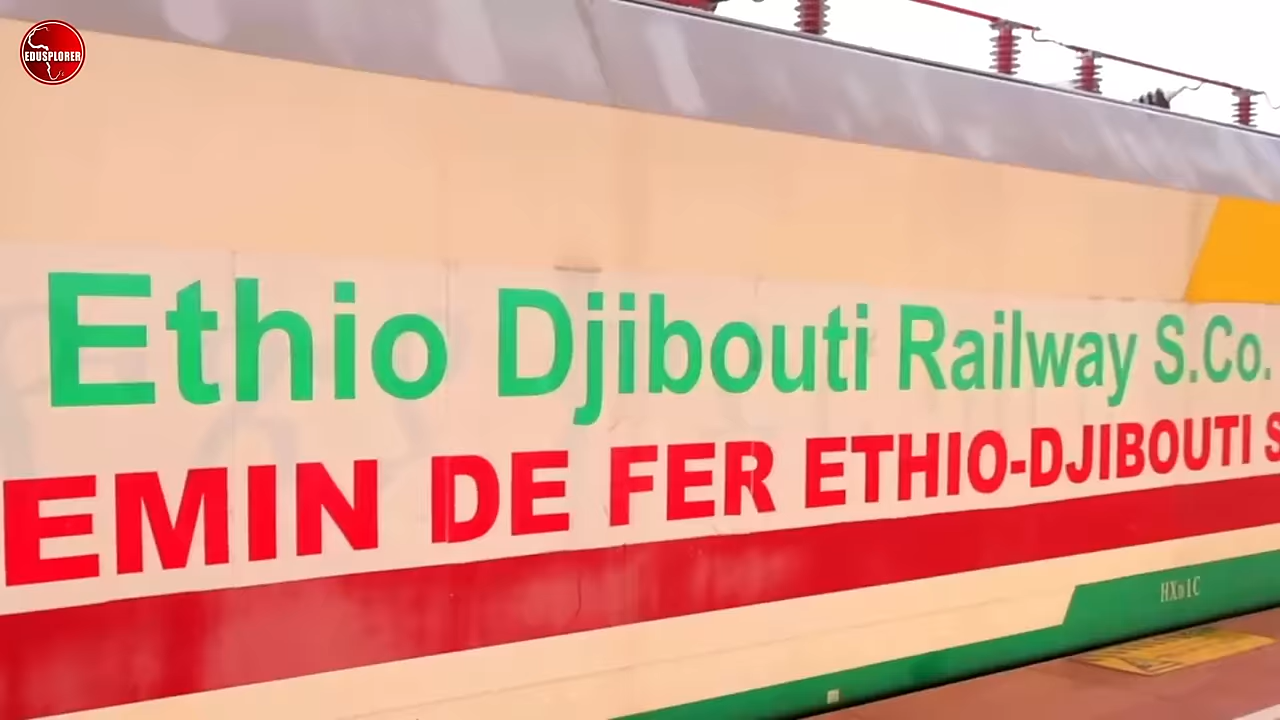 EDUSPLORER
Ethio Djibouti Railway S.Co.
EMIN DE FER ETHIO-DJIBOUTI S
HXD1C